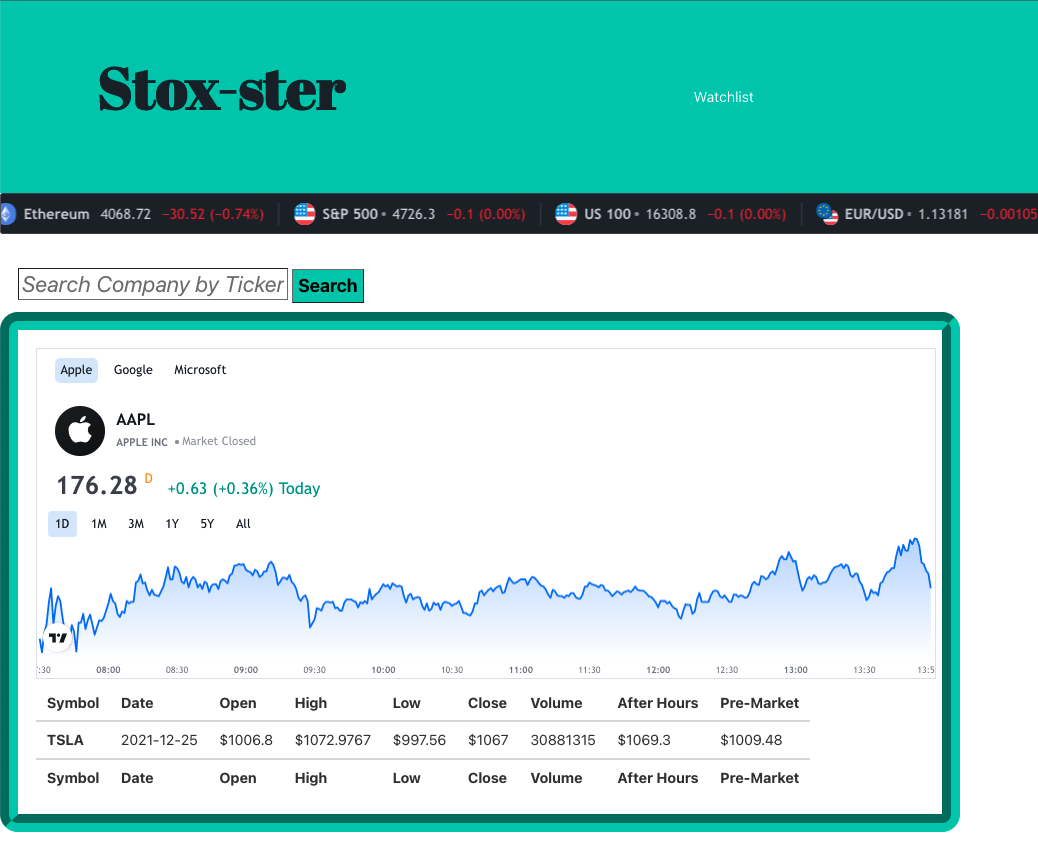 Stox-ster
Watchlist
Ethereum 4068.72 −30.52 (−0.74%) S&P 500 4726.3 −0.1 (0.00%) US 100 16308.8 −0.1 (0.00%) EUR/USD 1.13181 −0.00105
Search Company by Ticker Search
Apple Google Microsoft
AAPL
APPLE INC Market Closed
176.28 D +0.63 (+0.36%) Today
1D 1M 3M 1Y 5Y All
:30 08:00 08:30 09:00 09:30 10:00 10:30 11:00 11:30 12:00 12:30 13:00 13:30 13:5
Symbol Date Open High Low Close Volume After Hours Pre-Market
TSLA 2021-12-25 $1006.8 $1072.9767 $997.56 $1067 30881315 $1069.3 $1009.48
Symbol Date Open High Low Close Volume After Hours Pre-Market